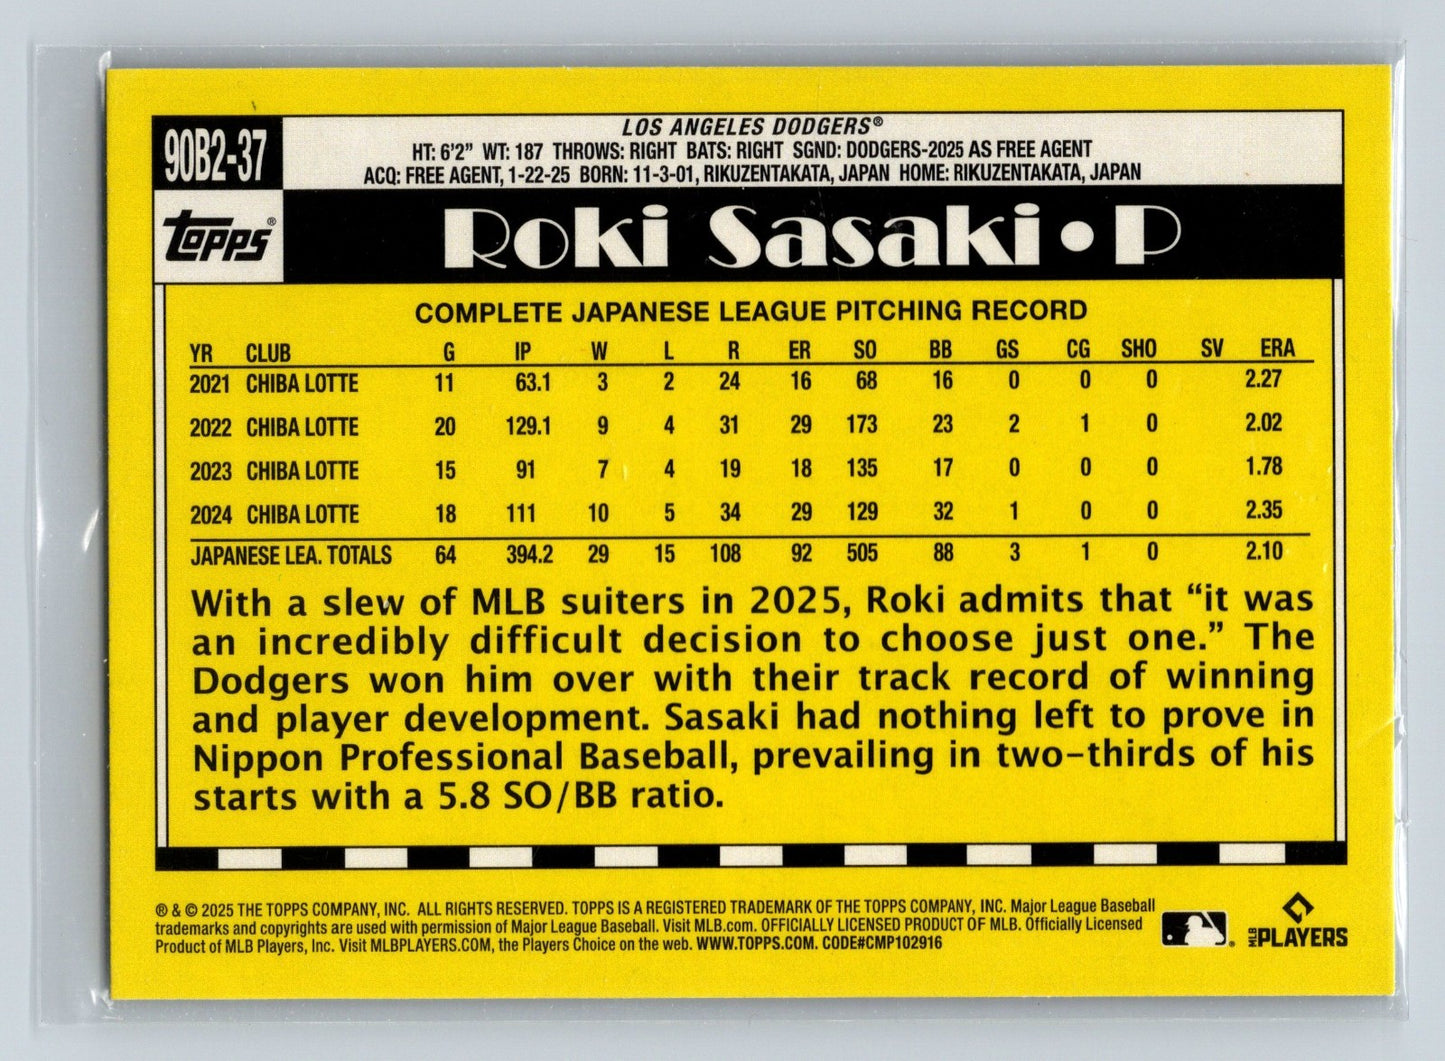 90B2-37
LOS ANGELES DODGERS®
HT: 6'2" WT: 187 THROWS: RIGHT BATS: RIGHT SGND: DODGERS-2025 AS FREE AGENT
ACQ: FREE AGENT, 1-22-25 BORN: 11-3-01, RIKUZENTAKATA, JAPAN HOME: RIKUZENTAKATA, JAPAN
Topps®
Roki Sasaki • P
COMPLETE JAPANESE LEAGUE PITCHING RECORD
YR CLUB G IP W L R ER SO BB GS CG SHO SV ERA
2021 CHIBA LOTTE 11 63.1 3 2 24 16 68 16 0 0 0 2.27
2022 CHIBA LOTTE 20 129.1 9 4 31 29 173 23 2 1 0 2.02
2023 CHIBA LOTTE 15 91 7 4 19 18 135 17 0 0 0 1.78
2024 CHIBA LOTTE 18 111 10 5 34 29 129 32 1 0 0 2.35
JAPANESE LEA. TOTALS 64 394.2 29 15 108 92 505 88 3 1 0 2.10
With a slew of MLB suiters in 2025, Roki admits that “it was
an incredibly difficult decision to choose just one.” The
Dodgers won him over with their track record of winning
and player development. Sasaki had nothing left to prove in
Nippon Professional Baseball, prevailing in two-thirds of his
starts with a 5.8 SO/BB ratio.
® & © 2025 THE TOPPS COMPANY, INC. ALL RIGHTS RESERVED. TOPPS IS A REGISTERED TRADEMARK OF THE TOPPS COMPANY, INC. Major League Baseball
trademarks and copyrights are used with permission of Major League Baseball. Visit MLB.com. OFFICIALLY LICENSED PRODUCT OF MLB. Officially Licensed
Product of MLB Players, Inc. Visit MLBPLAYERS.COM, the Players Choice on the web. WWW.TOPPS.COM. CODE#CMP102916
®
MLB PLAYERS